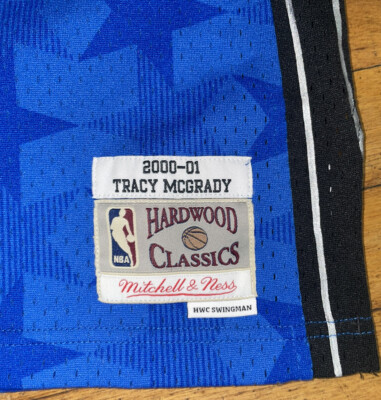 2000-01
TRACY MCGRADY
NBA
HARDWOOD
CLASSICS
Mitchell & Ness
HWC SWINGMAN